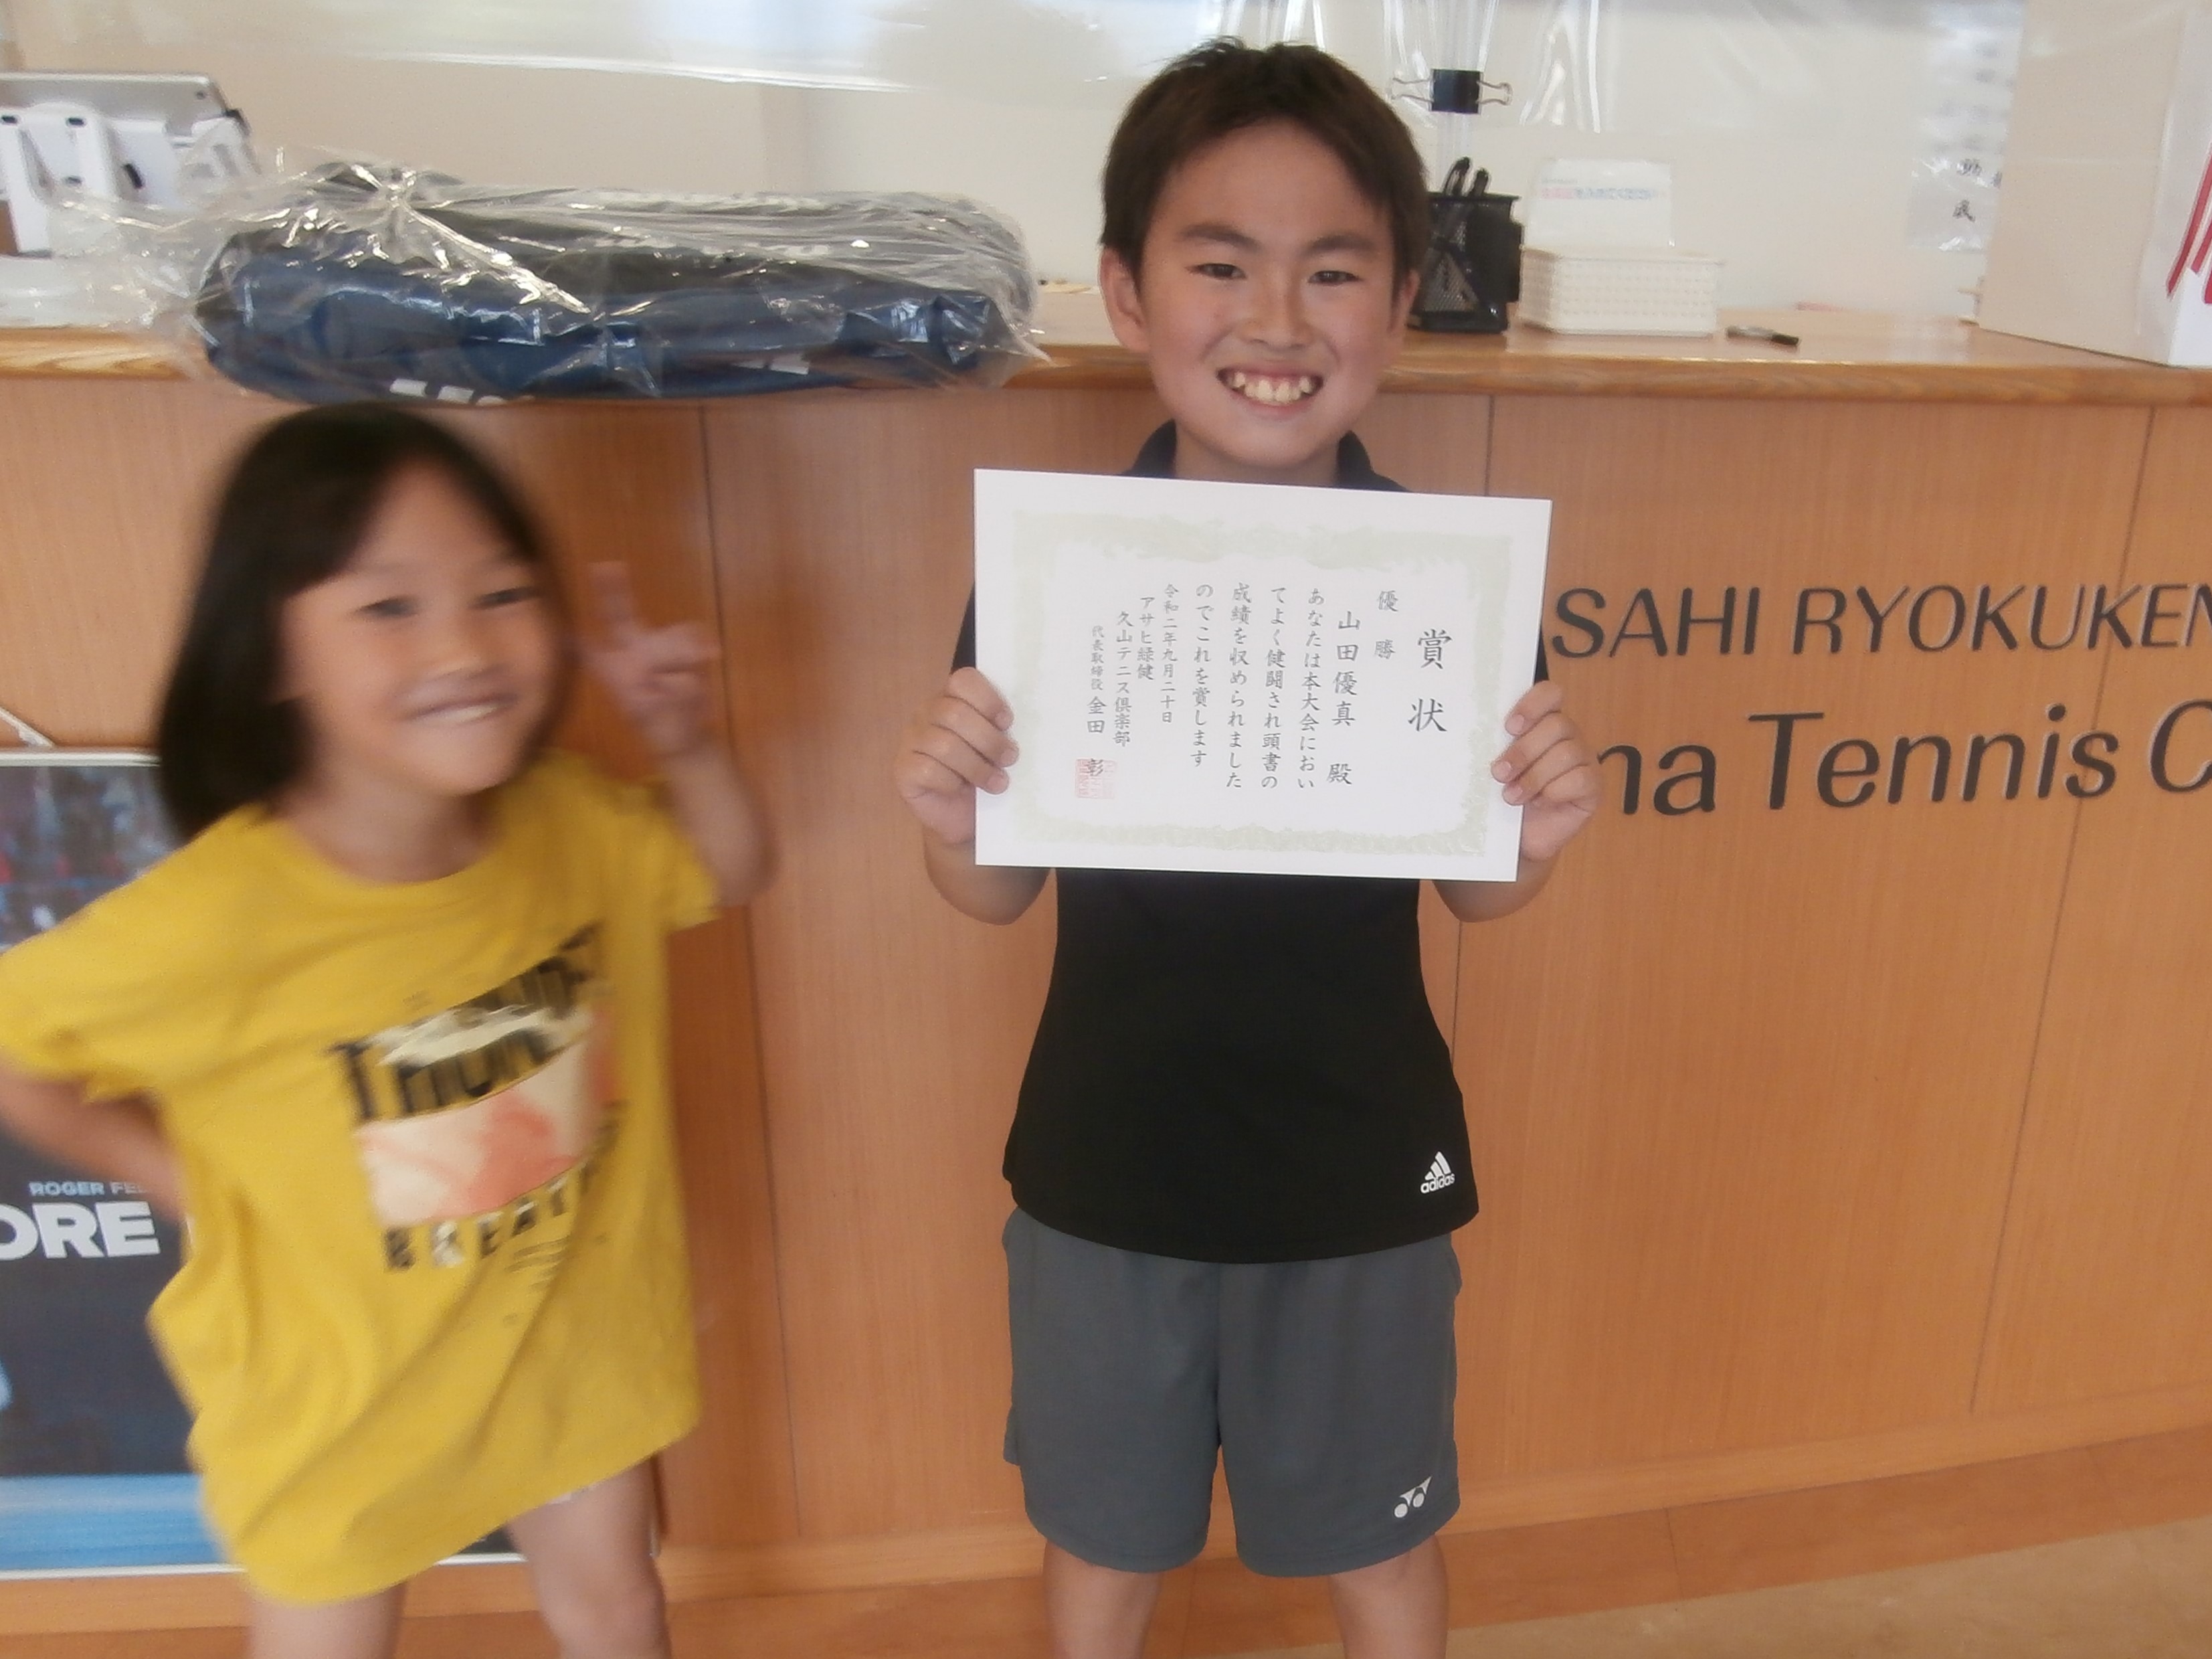 賞状
優勝
山田優真 殿
あなたは本大会におい
てよく健闘され頭書の
成績を収められました
のでこれを賞します
令和二年九月二十日
アサヒ緑健
久山テニス倶楽部
代表取締役 金田 彰
SAHI RYOKUKEN
ma Tennis C
adidas
ROGER FE
ORE